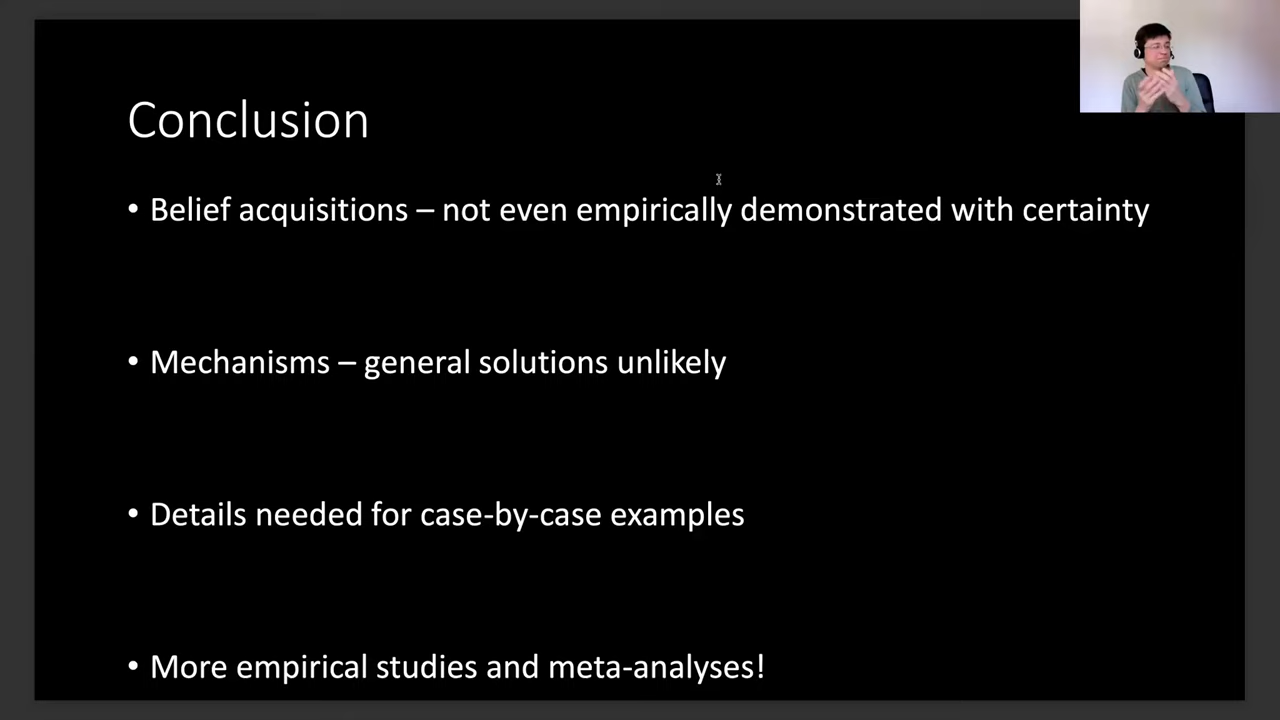 Conclusion
• Belief acquisitions – not even empirically demonstrated with certainty
• Mechanisms – general solutions unlikely
• Details needed for case-by-case examples
• More empirical studies and meta-analyses!